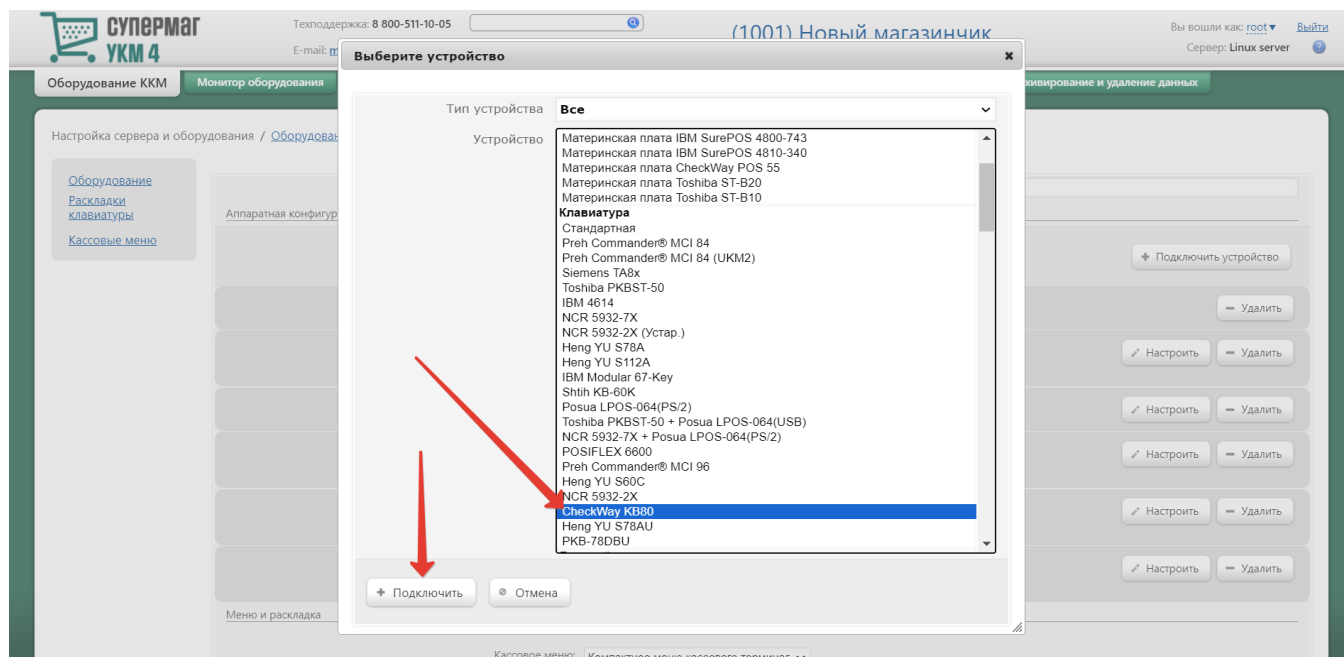 СУПЕРМАГ
УКМ 4
Техподдержка: 8 800-511-10-05
E-mail:
(1001) Новый магазинчик
Вы вошли как: root▼ Выйти
Сервер: Linux server
Оборудование ККМ
Монитор оборудования
удаление данных
Настройка сервера и оборудования /
Оборудование
Раскладки
клавиатуры
Кассовые меню
+ Подключить устройство
− Удалить
Настроить − Удалить
Настроить − Удалить
Настроить − Удалить
Настроить − Удалить
Настроить − Удалить
Меню и раскладка
Выберите устройство
Тип устройства Все
Устройство
Материнская плата IBM SurePOS 4800-743
Материнская плата IBM SurePOS 4810-340
Материнская плата CheckWay POS 55
Материнская плата Toshiba ST-B20
Материнская плата Toshiba ST-B10
Клавиатура
Стандартная
Preh Commander® MCI 84
Preh Commander® MCI 84 (UKM2)
Siemens TA8x
Toshiba PKBST-50
IBM 4614
NCR 5932-7X
NCR 5932-2X (Устар.)
Heng YU S78A
Heng YU S112A
IBM Modular 67-Key
Shtih KB-60K
Posua LPOS-064(PS/2)
Toshiba PKBST-50 + Posua LPOS-064(USB)
NCR 5932-7X + Posua LPOS-064(PS/2)
POSIFLEX 6600
Preh Commander® MCI 96
Heng YU S60C
NCR 5932-2X
CheckWay KB80
Heng YU S78AU
PKB-78DBU
+ Подключить
Отмена